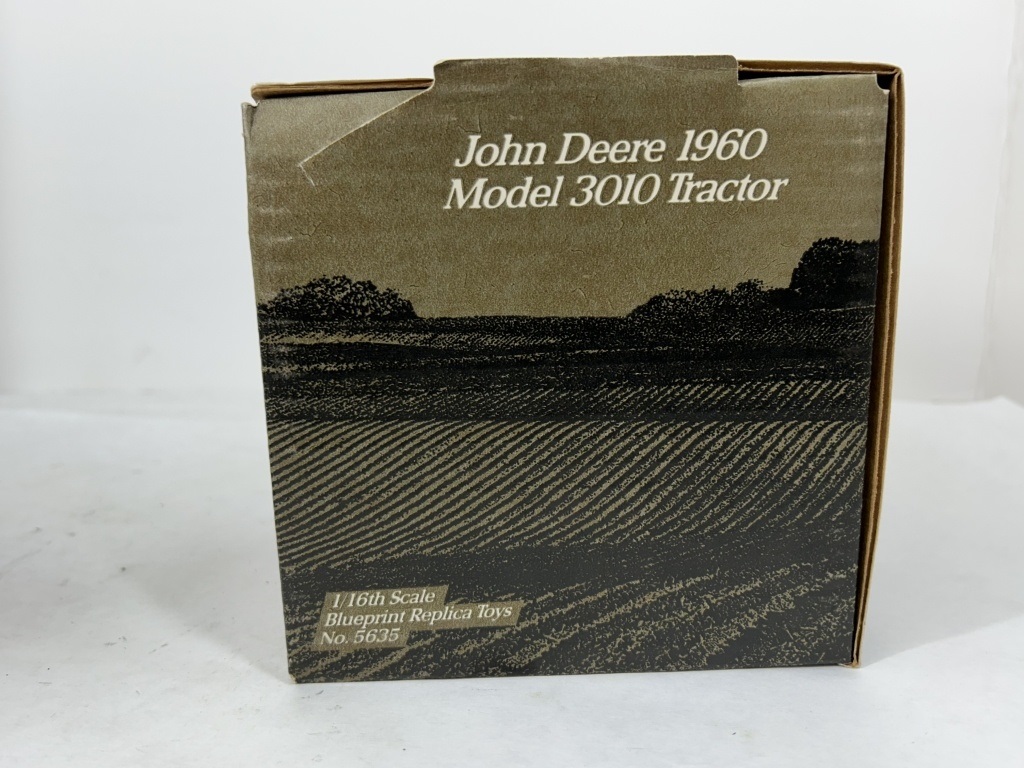 John Deere 1960
Model 3010 Tractor
1/16th Scale
Blueprint Replica Toys
No. 5635